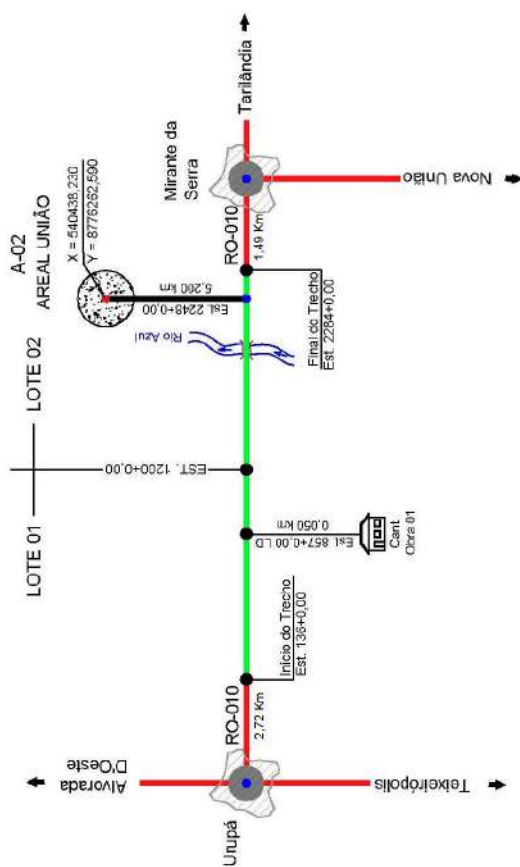 LOTE 01
LOTE 02
A-02
AREAL UNIÃO
X = 540438,230
Y = 8776262,590
Alvorada
D'Oeste
Urupá
RO-010
2,72 Km
Teixeirópolis
Início do Trecho
Est. 136+0,00
Est. 857+0,00 LD
0,050 km
Cant.
Obra 01
EST. 1200+0,00
Rio Azul
Est. 2248+0,00
5,200 km
Final do Trecho
Est. 2284+0,00
RO-010
1,49 Km
Mirante da
Serra
Tarilândia
Nova União